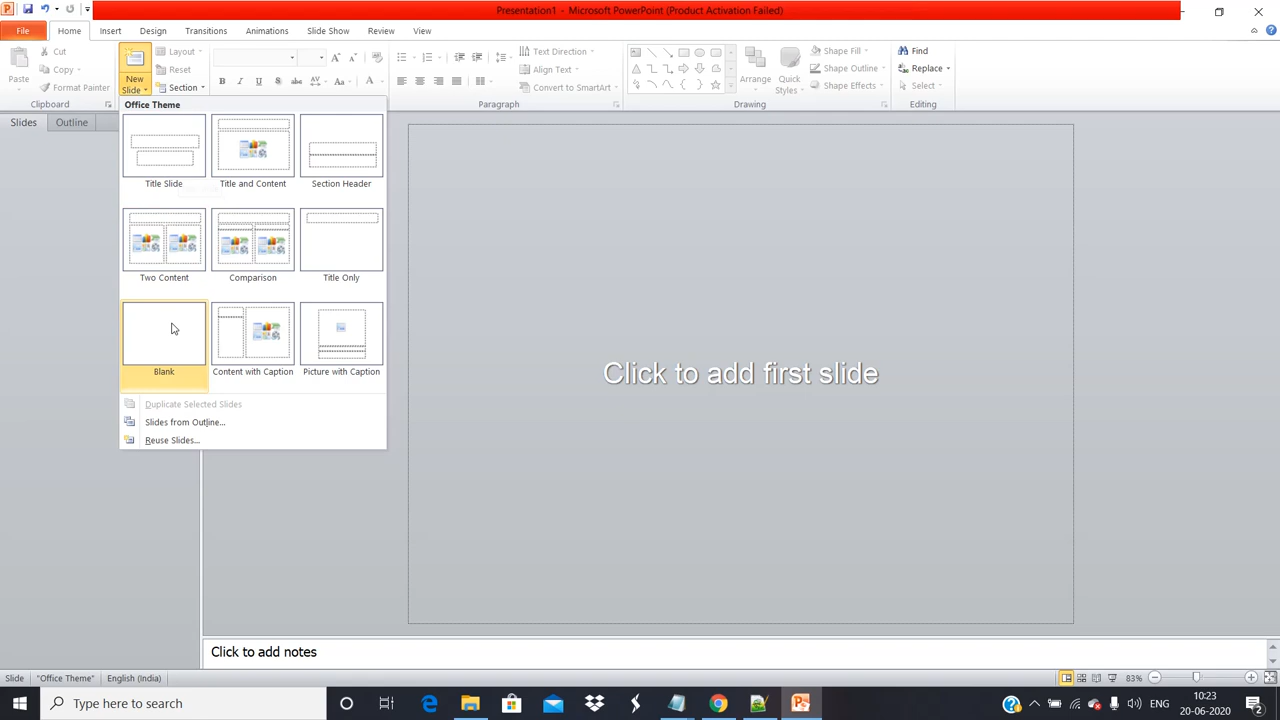 Presentation1 - Microsoft PowerPoint (Product Activation Failed)
File Home Insert Design Transitions Animations Slide Show Review View
Paste
Cut
Copy
Format Painter
Clipboard
New Slide
Layout
Reset
Section
Text Direction
Align Text
Convert to SmartArt
Paragraph
Arrange
Quick Styles
Shape Fill
Shape Outline
Shape Effects
Drawing
Find
Replace
Select
Editing
Slides Outline
Office Theme
Title Slide Title and Content Section Header
Two Content Comparison Title Only
Blank Content with Caption Picture with Caption
Duplicate Selected Slides
Slides from Outline...
Reuse Slides...
Click to add first slide
Click to add notes
Slide "Office Theme" English (India) 83%
Type here to search
ENG
10:23
20-06-2020
2